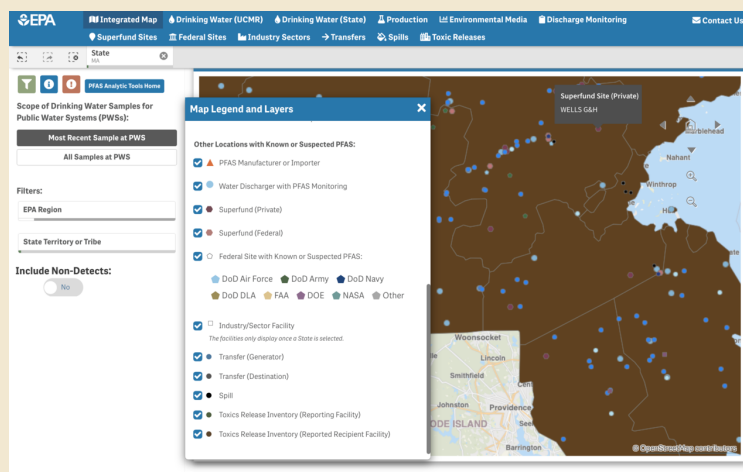 EPA
Integrated Map
Drinking Water (UCMR)
Drinking Water (State)
Production
Environmental Media
Discharge Monitoring
Contact Us
Superfund Sites
Federal Sites
Industry Sectors
Transfers
Spills
Toxic Releases
State
MA
PFAS Analytic Tools Home
Scope of Drinking Water Samples for
Public Water Systems (PWSs):
Most Recent Sample at PWS
All Samples at PWS
Filters:
EPA Region
State Territory or Tribe
Include Non-Detects:
No
Map Legend and Layers
Other Locations with Known or Suspected PFAS:
PFAS Manufacturer or Importer
Water Discharger with PFAS Monitoring
Superfund (Private)
Superfund (Federal)
Federal Site with Known or Suspected PFAS:
DoD Air Force DoD Army DoD Navy
DoD DLA FAA DOE NASA Other
Industry/Sector Facility
The facilities only display once a State is selected.
Transfer (Generator)
Transfer (Destination)
Spill
Toxics Release Inventory (Reporting Facility)
Toxics Release Inventory (Reported Recipient Facility)
Superfund Site (Private)
WELLS G&H
Nahant
Winthrop
Woonsocket
Lincoln
Smithfield
Johnston
Providence
Barrington
© OpenStreetMap contributors